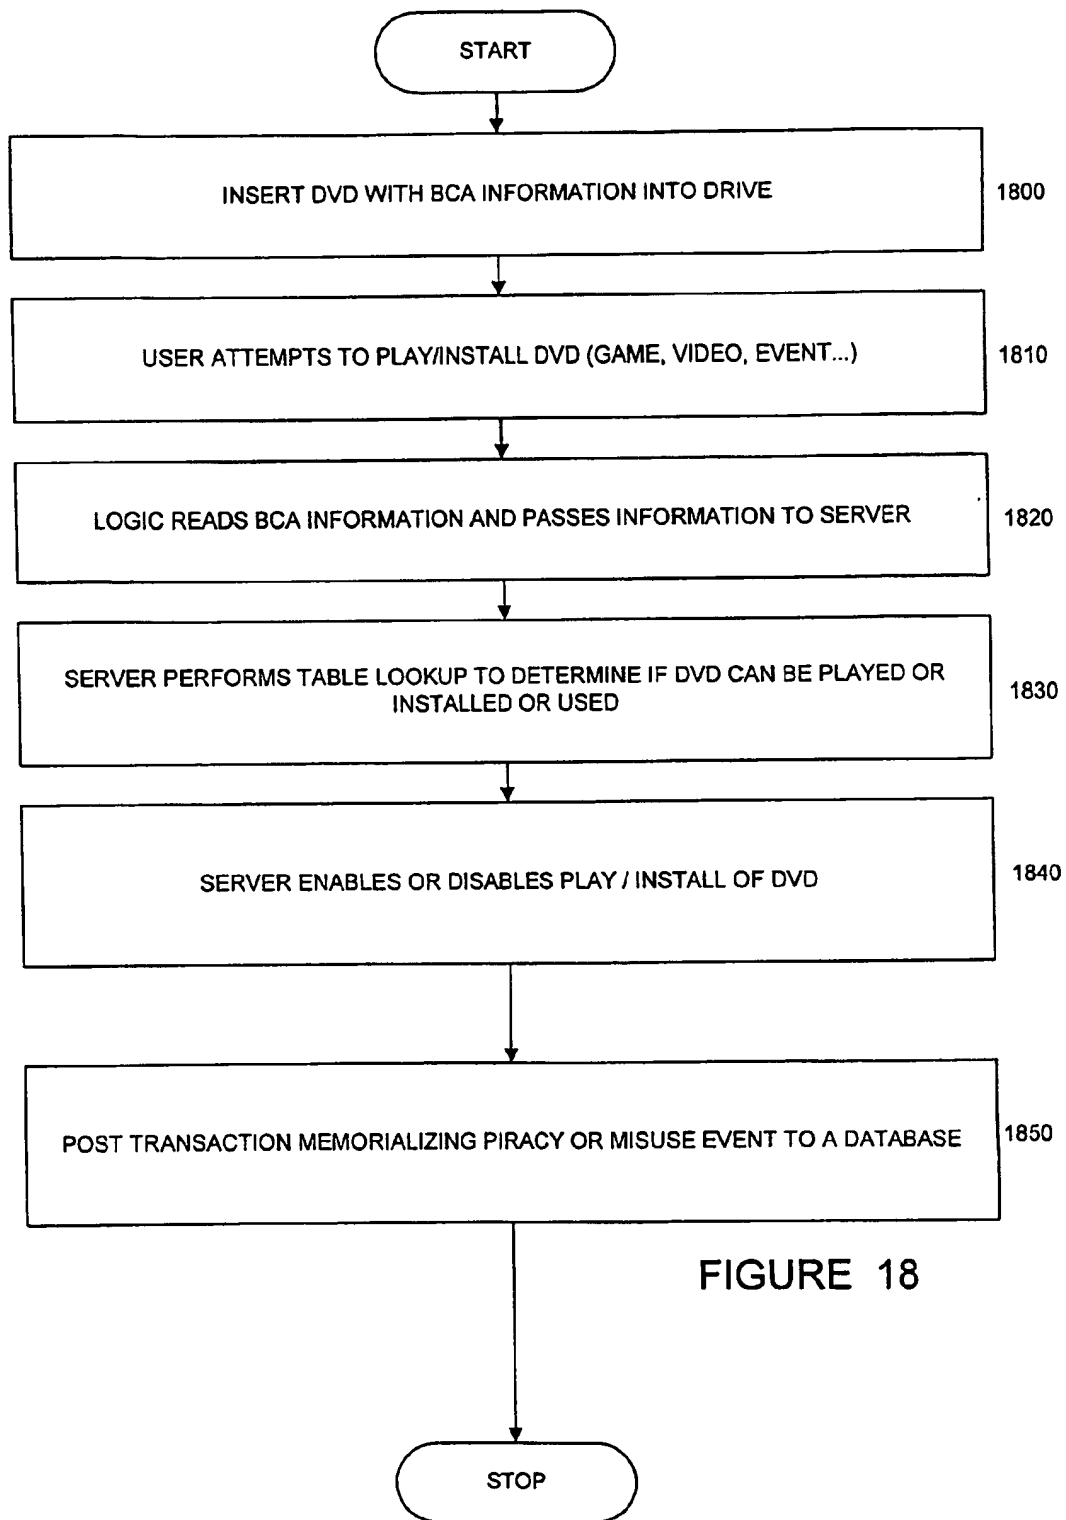 START
INSERT DVD WITH BCA INFORMATION INTO DRIVE
1800
USER ATTEMPTS TO PLAY/INSTALL DVD (GAME, VIDEO, EVENT...)
1810
LOGIC READS BCA INFORMATION AND PASSES INFORMATION TO SERVER
1820
SERVER PERFORMS TABLE LOOKUP TO DETERMINE IF DVD CAN BE PLAYED OR
INSTALLED OR USED
1830
SERVER ENABLES OR DISABLES PLAY / INSTALL OF DVD
1840
POST TRANSACTION MEMORIALIZING PIRACY OR MISUSE EVENT TO A DATABASE
1850
FIGURE 18
STOP